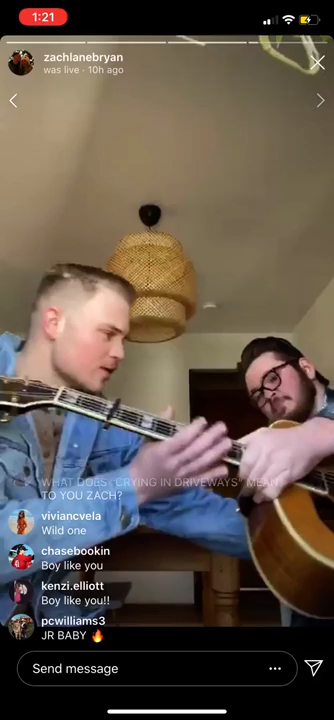 1:21
zachlanebryan
was live · 10h ago
WHAT DOES "CRYING IN DRIVEWAYS" MEAN
TO YOU ZACH?
viviancvela
Wild one
chasebookin
Boy like you
kenzi.elliott
Boy like you!!
pcwilliams3
JR BABY 🔥
Send message